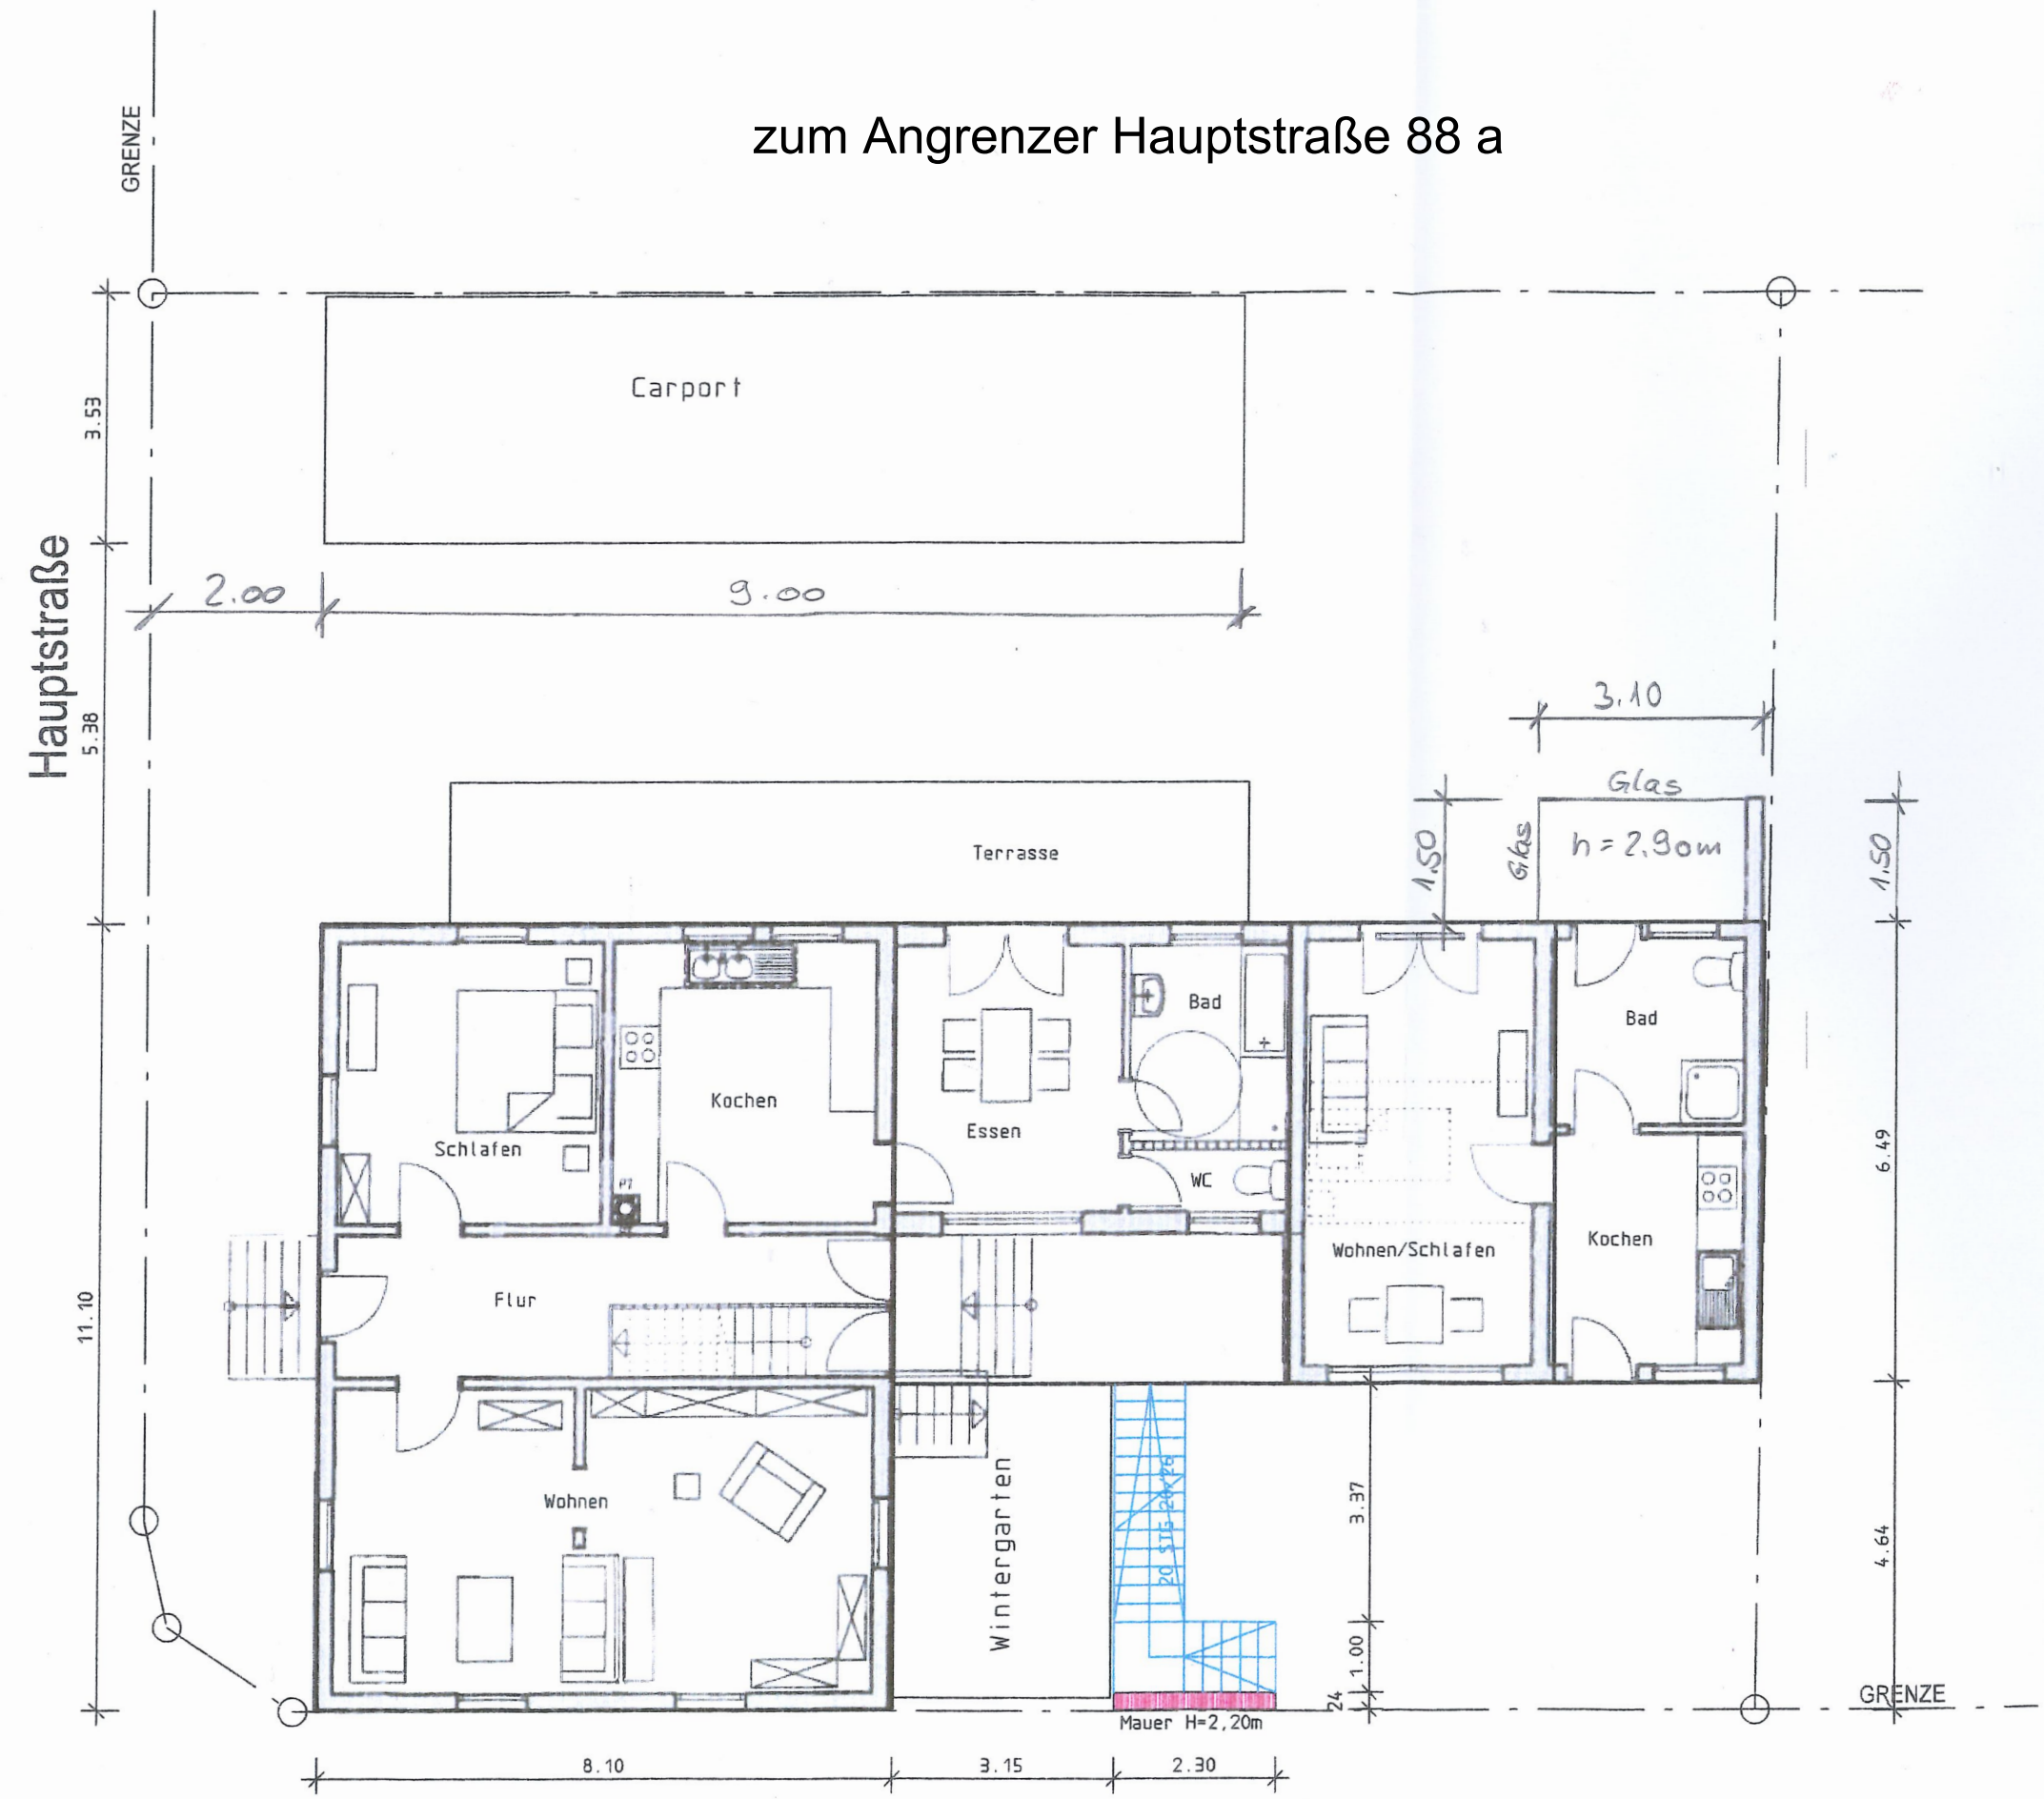 GRENZE
zum Angrenzer Hauptstraße 88 a
Carport
3.53
Hauptstraße
2.00
9.00
5.38
3.10
Glas
Glas
h = 2.90m
1.50
1.50
Terrasse
Bad
Bad
Kochen
Essen
Schlafen
WC
6.49
Kochen
Wohnen/Schlafen
Flur
11.10
Wohnen
Wintergarten
3.37
4.64
1.00
24
GRENZE
Mauer H=2,20m
8.10
3.15
2.30